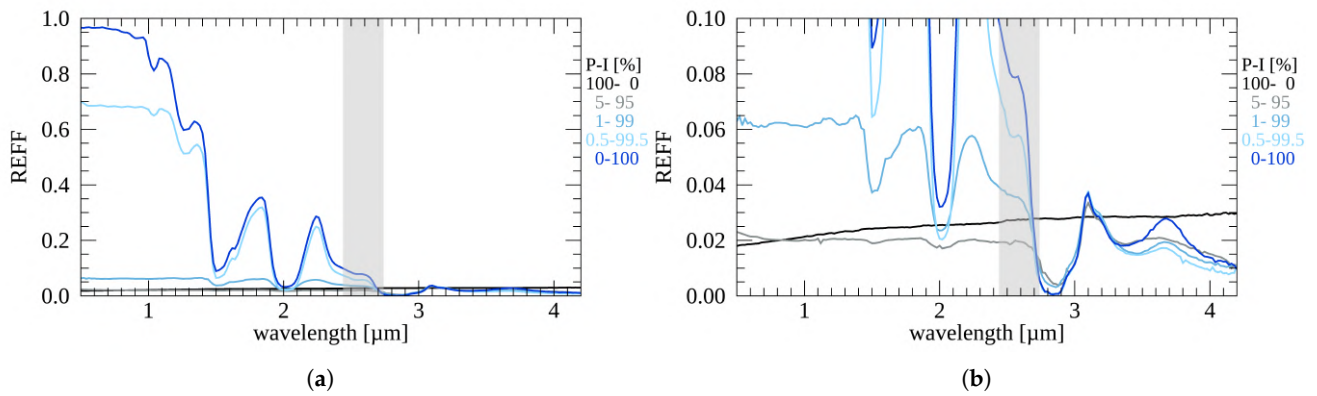 1.0
0.8
0.6
0.4
0.2
0.0
REFF
1 2 3 4
wavelength [µm]
P-I [%]
100- 0
5- 95
1- 99
0.5-99.5
0-100
(a)
0.10
0.08
0.06
0.04
0.02
0.00
REFF
1 2 3 4
wavelength [µm]
P-I [%]
100- 0
5- 95
1- 99
0.5-99.5
0-100
(b)